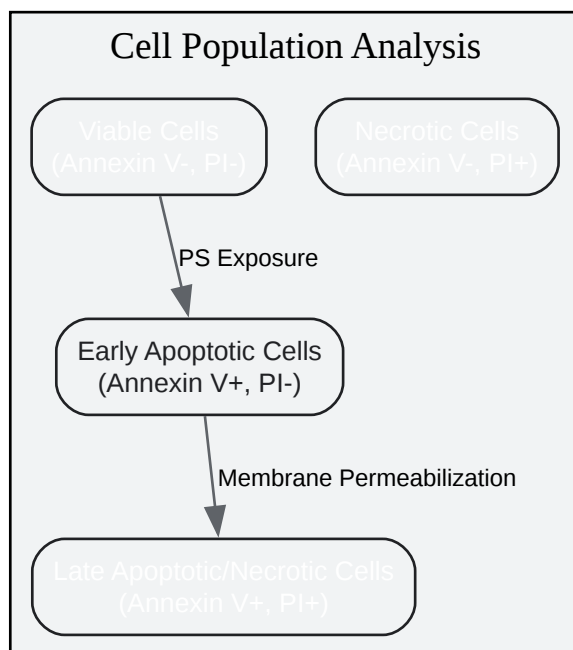 Cell Population Analysis
Viable Cells
(Annexin V-, PI-)
Necrotic Cells
(Annexin V-, PI+)
PS Exposure
Early Apoptotic Cells
(Annexin V+, PI-)
Membrane Permeabilization
Late Apoptotic/Necrotic Cells
(Annexin V+, PI+)